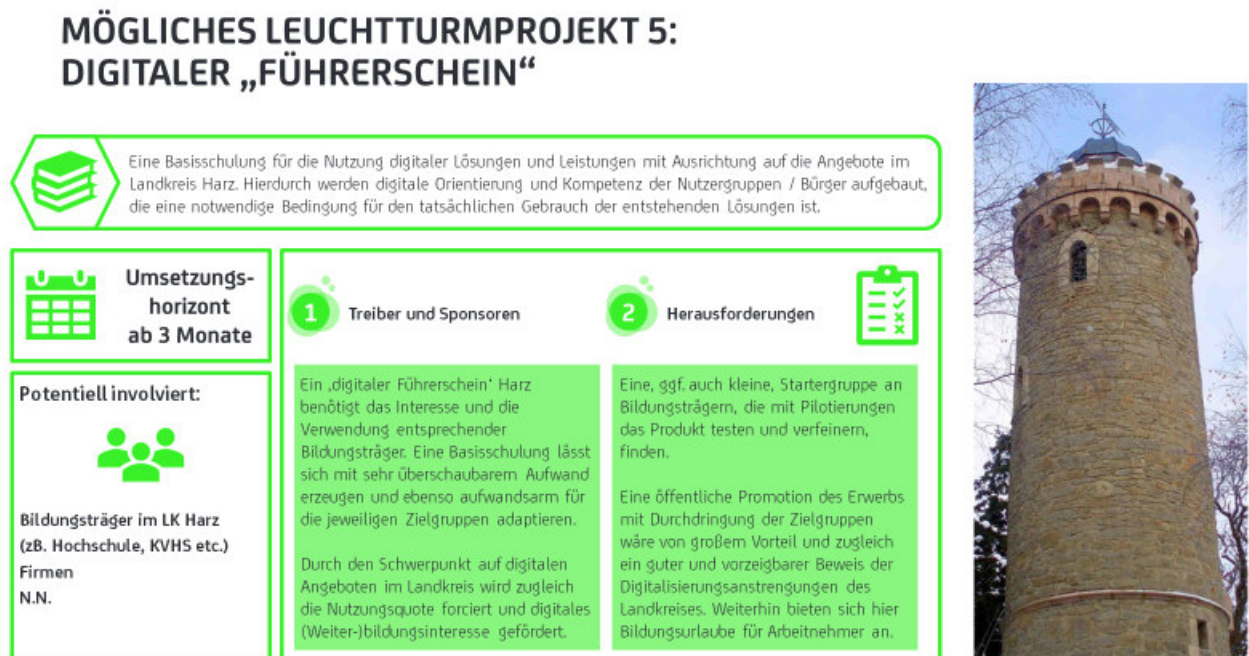 MÖGLICHES LEUCHTTURMPROJEKT 5:
DIGITALER „FÜHRERSCHEIN“
Eine Basisschulung für die Nutzung digitaler Lösungen und Leistungen mit Ausrichtung auf die Angebote im
Landkreis Harz. Hierdurch werden digitale Orientierung und Kompetenz der Nutzergruppen / Bürger aufgebaut,
die eine notwendige Bedingung für den tatsächlichen Gebrauch der entstehenden Lösungen ist.
Umsetzungs-
horizont
ab 3 Monate
Potentiell involviert:
Bildungsträger im LK Harz
(zB. Hochschule, KVHS etc.)
Firmen
N.N.
1 Treiber und Sponsoren
Ein ‚digitaler Führerschein‘ Harz
benötigt das Interesse und die
Verwendung entsprechender
Bildungsträger. Eine Basisschulung lässt
sich mit sehr überschaubarem Aufwand
erzeugen und ebenso aufwandsarm für
die jeweiligen Zielgruppen adaptieren.
Durch den Schwerpunkt auf digitalen
Angeboten im Landkreis wird zugleich
die Nutzungsquote forciert und digitales
(Weiter-)bildungsinteresse gefördert.
2 Herausforderungen
Eine, ggf. auch kleine, Startergruppe an
Bildungsträgern, die mit Pilotierungen
das Produkt testen und verfeinern,
finden.
Eine öffentliche Promotion des Erwerbs
mit Durchdringung der Zielgruppen
wäre von großem Vorteil und zugleich
ein guter und vorzeigbarer Beweis der
Digitalisierungsanstrengungen des
Landkreises. Weiterhin bieten sich hier
Bildungsurlaube für Arbeitnehmer an.